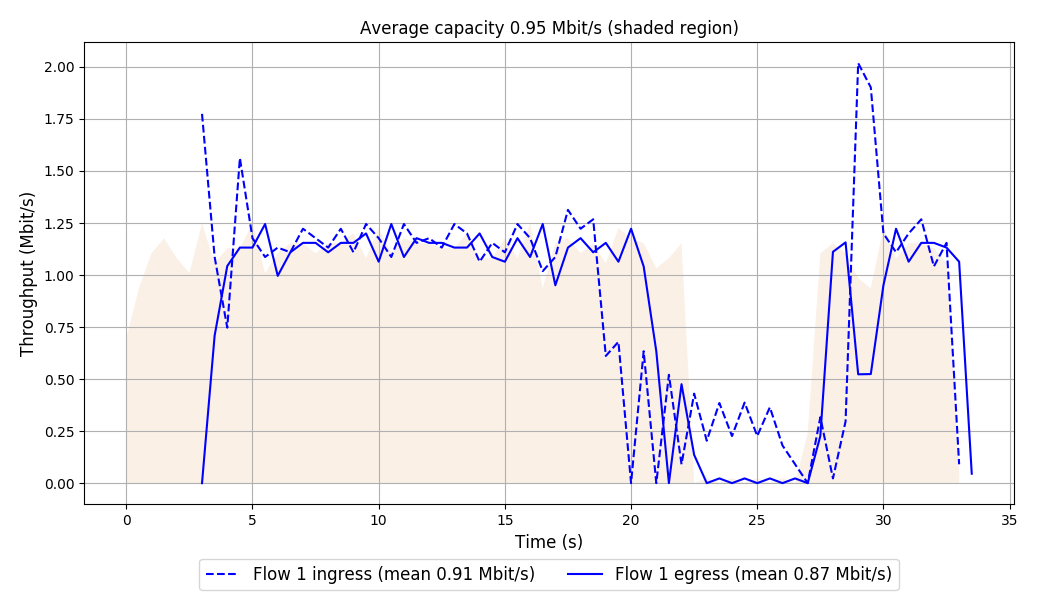 Average capacity 0.95 Mbit/s (shaded region)
2.00
1.75
1.50
1.25
1.00
0.75
0.50
0.25
0.00
Throughput (Mbit/s)
0 5 10 15 20 25 30 35
Time (s)
Flow 1 ingress (mean 0.91 Mbit/s) Flow 1 egress (mean 0.87 Mbit/s)